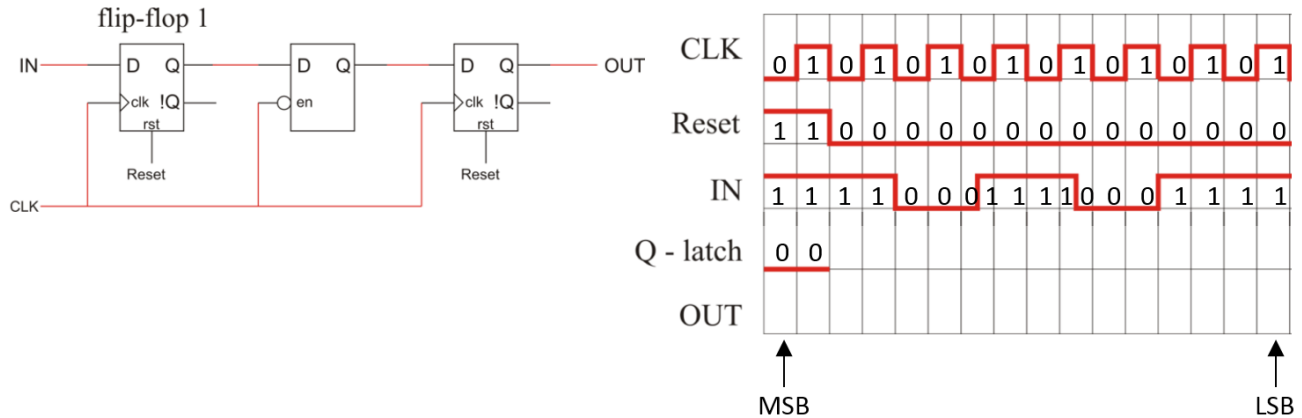 flip-flop 1
IN D Q D Q D Q OUT
clk !Q en clk !Q
rst rst
Reset Reset
CLK
CLK 0 1 0 1 0 1 0 1 0 1 0 1 0 1 0 1
Reset 1 1 0 0 0 0 0 0 0 0 0 0 0 0 0 0
IN 1 1 1 1 0 0 0 1 1 1 1 0 0 0 1 1 1 1
Q - latch 0 0
OUT
MSB LSB